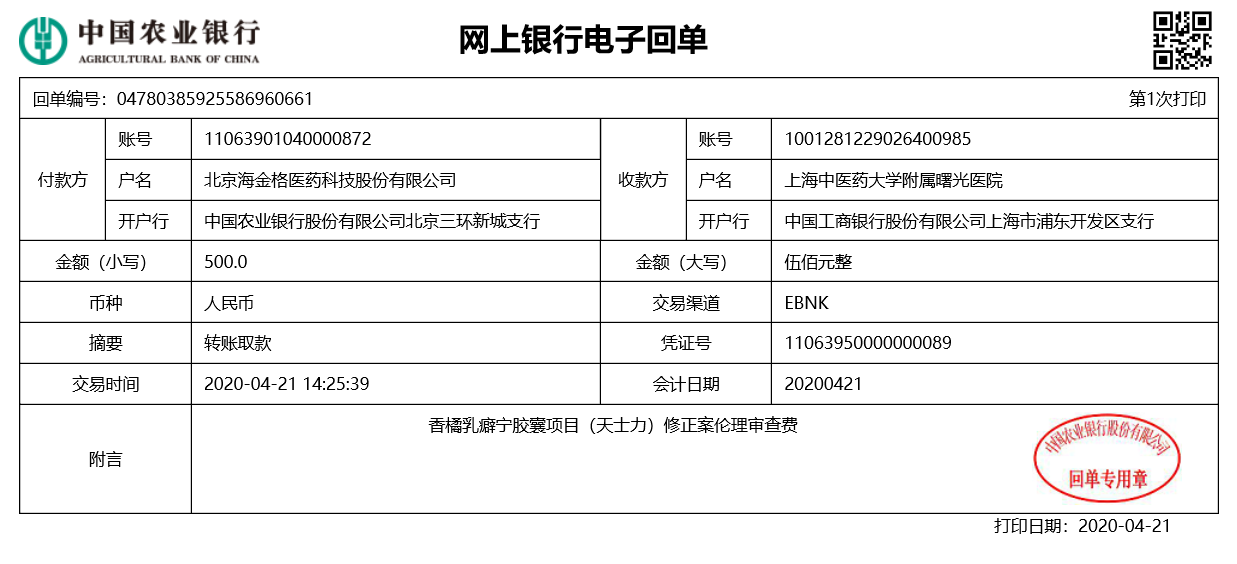 中国农业银行
AGRICULTURAL BANK OF CHINA
网上银行电子回单
回单编号：04780385925586960661 第1次打印
付款方 账号 11063901040000872 收款方 账号 1001281229026400985
户名 北京海金格医药科技股份有限公司 户名 上海中医药大学附属曙光医院
开户行 中国农业银行股份有限公司北京三环新城支行 开户行 中国工商银行股份有限公司上海市浦东开发区支行
金额（小写） 500.0 金额（大写） 伍佰元整
币种 人民币 交易渠道 EBNK
摘要 转账取款 凭证号 11063950000000089
交易时间 2020-04-21 14:25:39 会计日期 20200421
附言 香橘乳癖宁胶囊项目（天士力）修正案伦理审查费
中国农业银行股份有限公司
回单专用章
打印日期：2020-04-21